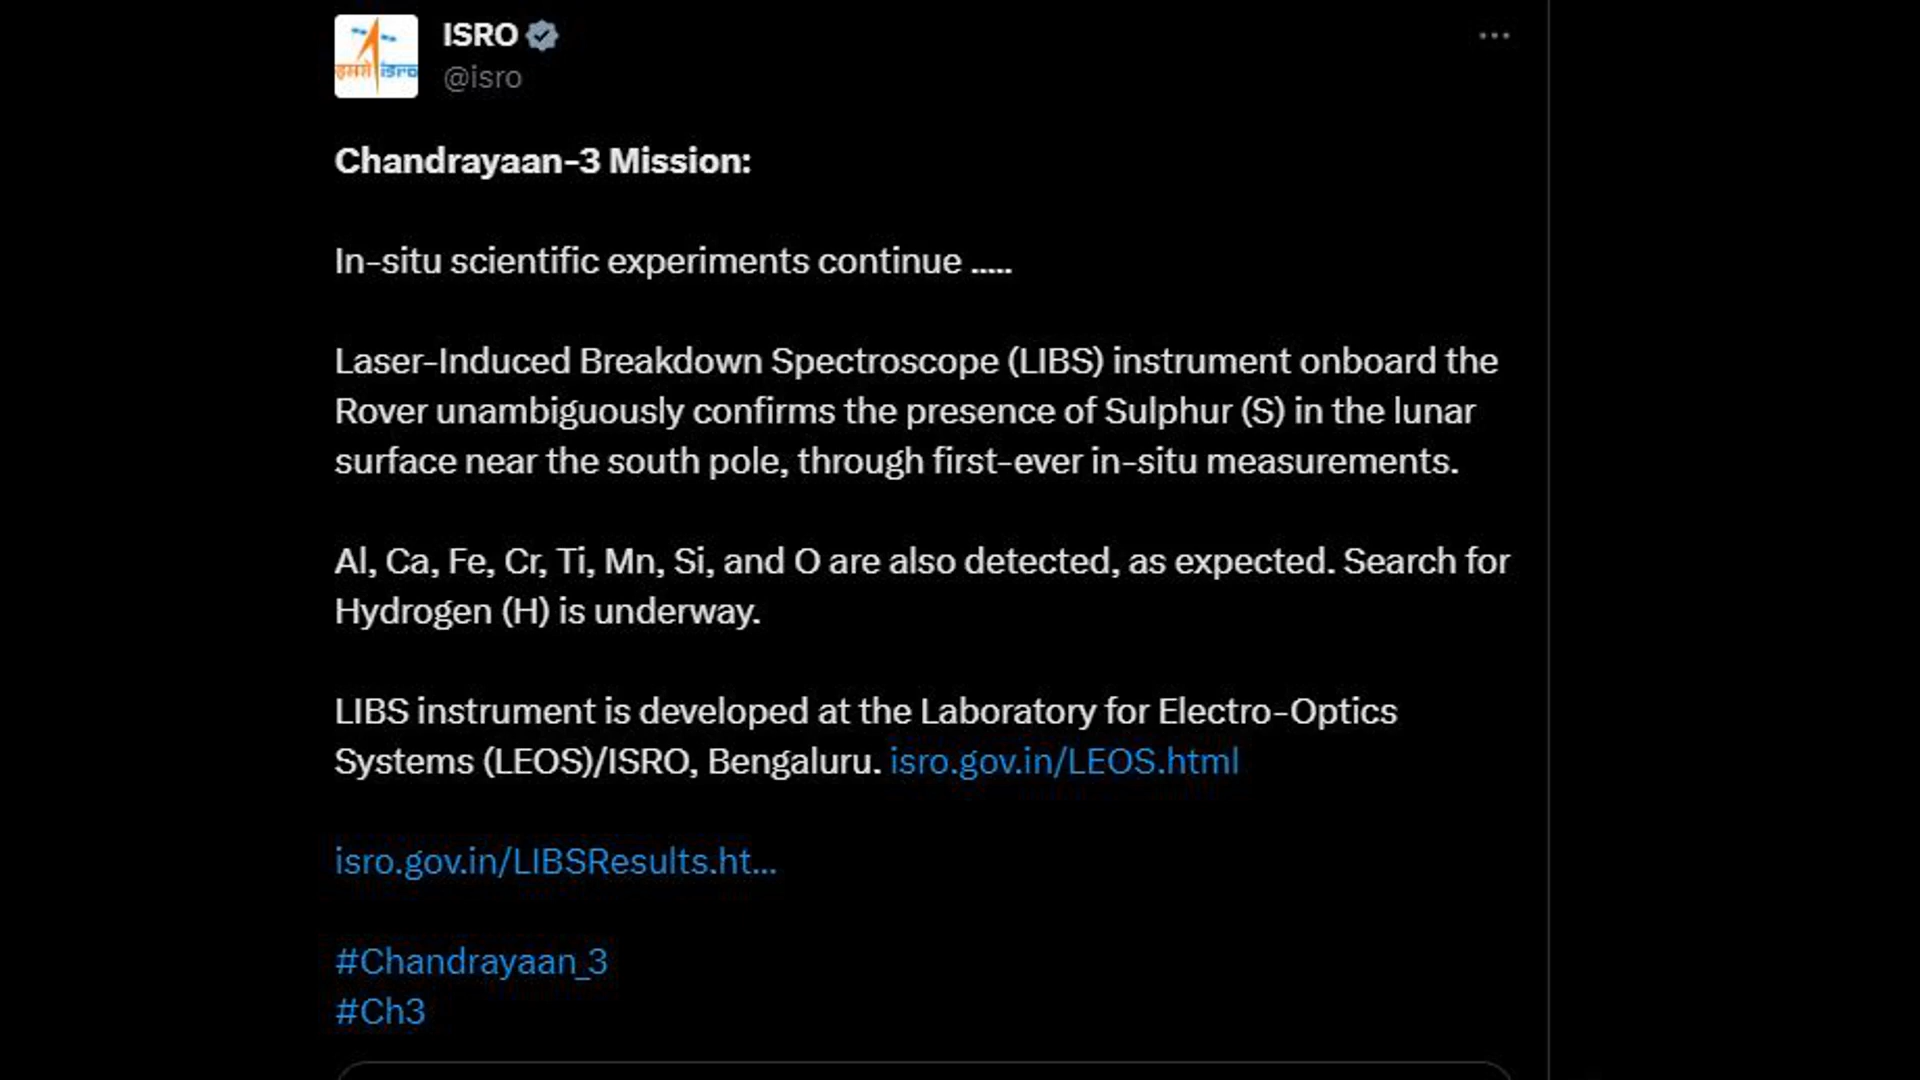 इसरो isro
ISRO
@isro
Chandrayaan-3 Mission:
In-situ scientific experiments continue .....
Laser-Induced Breakdown Spectroscope (LIBS) instrument onboard the
Rover unambiguously confirms the presence of Sulphur (S) in the lunar
surface near the south pole, through first-ever in-situ measurements.
Al, Ca, Fe, Cr, Ti, Mn, Si, and O are also detected, as expected. Search for
Hydrogen (H) is underway.
LIBS instrument is developed at the Laboratory for Electro-Optics
Systems (LEOS)/ISRO, Bengaluru. isro.gov.in/LEOS.html
isro.gov.in/LIBSResults.ht...
#Chandrayaan_3
#Ch3